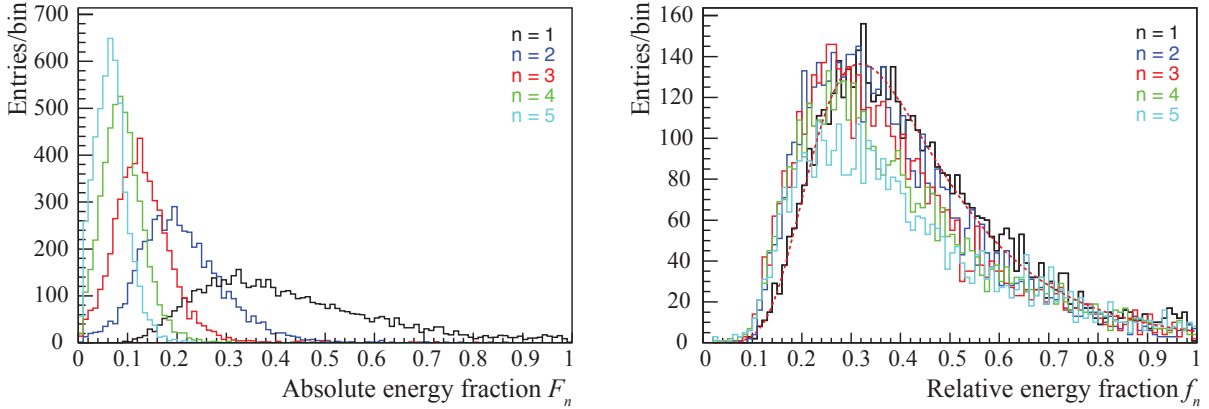 Entries/bin
700
600
500
400
300
200
100
0
0 0.1 0.2 0.3 0.4 0.5 0.6 0.7 0.8 0.9 1
Absolute energy fraction Fn
n = 1
n = 2
n = 3
n = 4
n = 5
Entries/bin
160
140
120
100
80
60
40
20
0
0 0.1 0.2 0.3 0.4 0.5 0.6 0.7 0.8 0.9 1
Relative energy fraction fn
n = 1
n = 2
n = 3
n = 4
n = 5